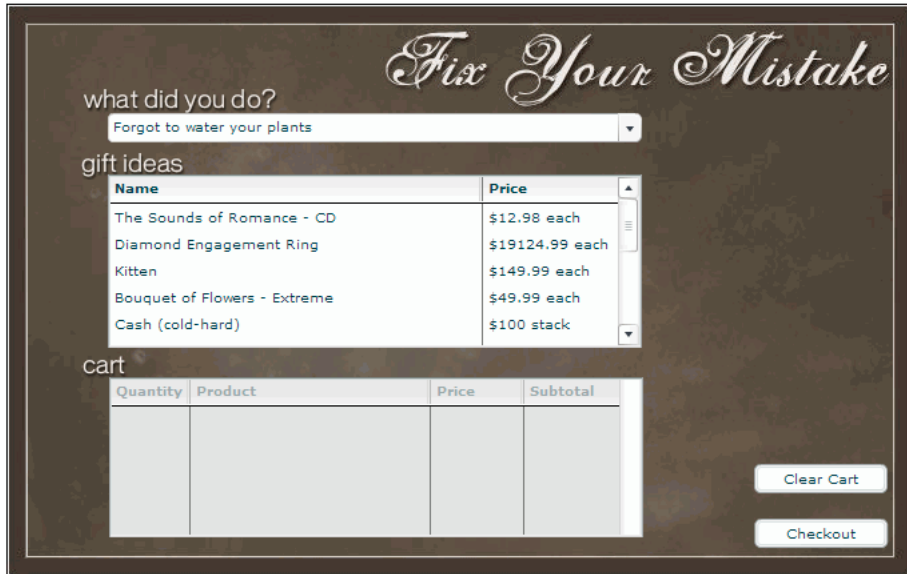 Fix Your Mistake
what did you do?
Forgot to water your plants
gift ideas
Name Price
The Sounds of Romance - CD $12.98 each
Diamond Engagement Ring $19124.99 each
Kitten $149.99 each
Bouquet of Flowers - Extreme $49.99 each
Cash (cold-hard) $100 stack
cart
Quantity Product Price Subtotal
Clear Cart
Checkout